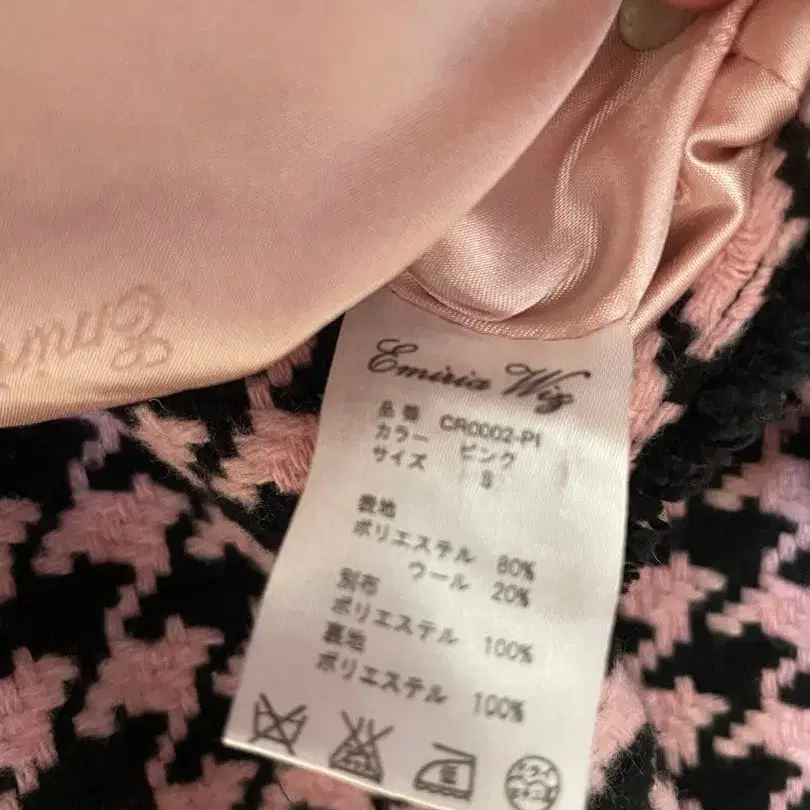 Emiria Wiz
品番 CR0002-PI
カラー ピンク
サイズ : S
表地
ポリエステル 80%
ウール 20%
別布
ポリエステル 100%
裏地
ポリエステル 100%